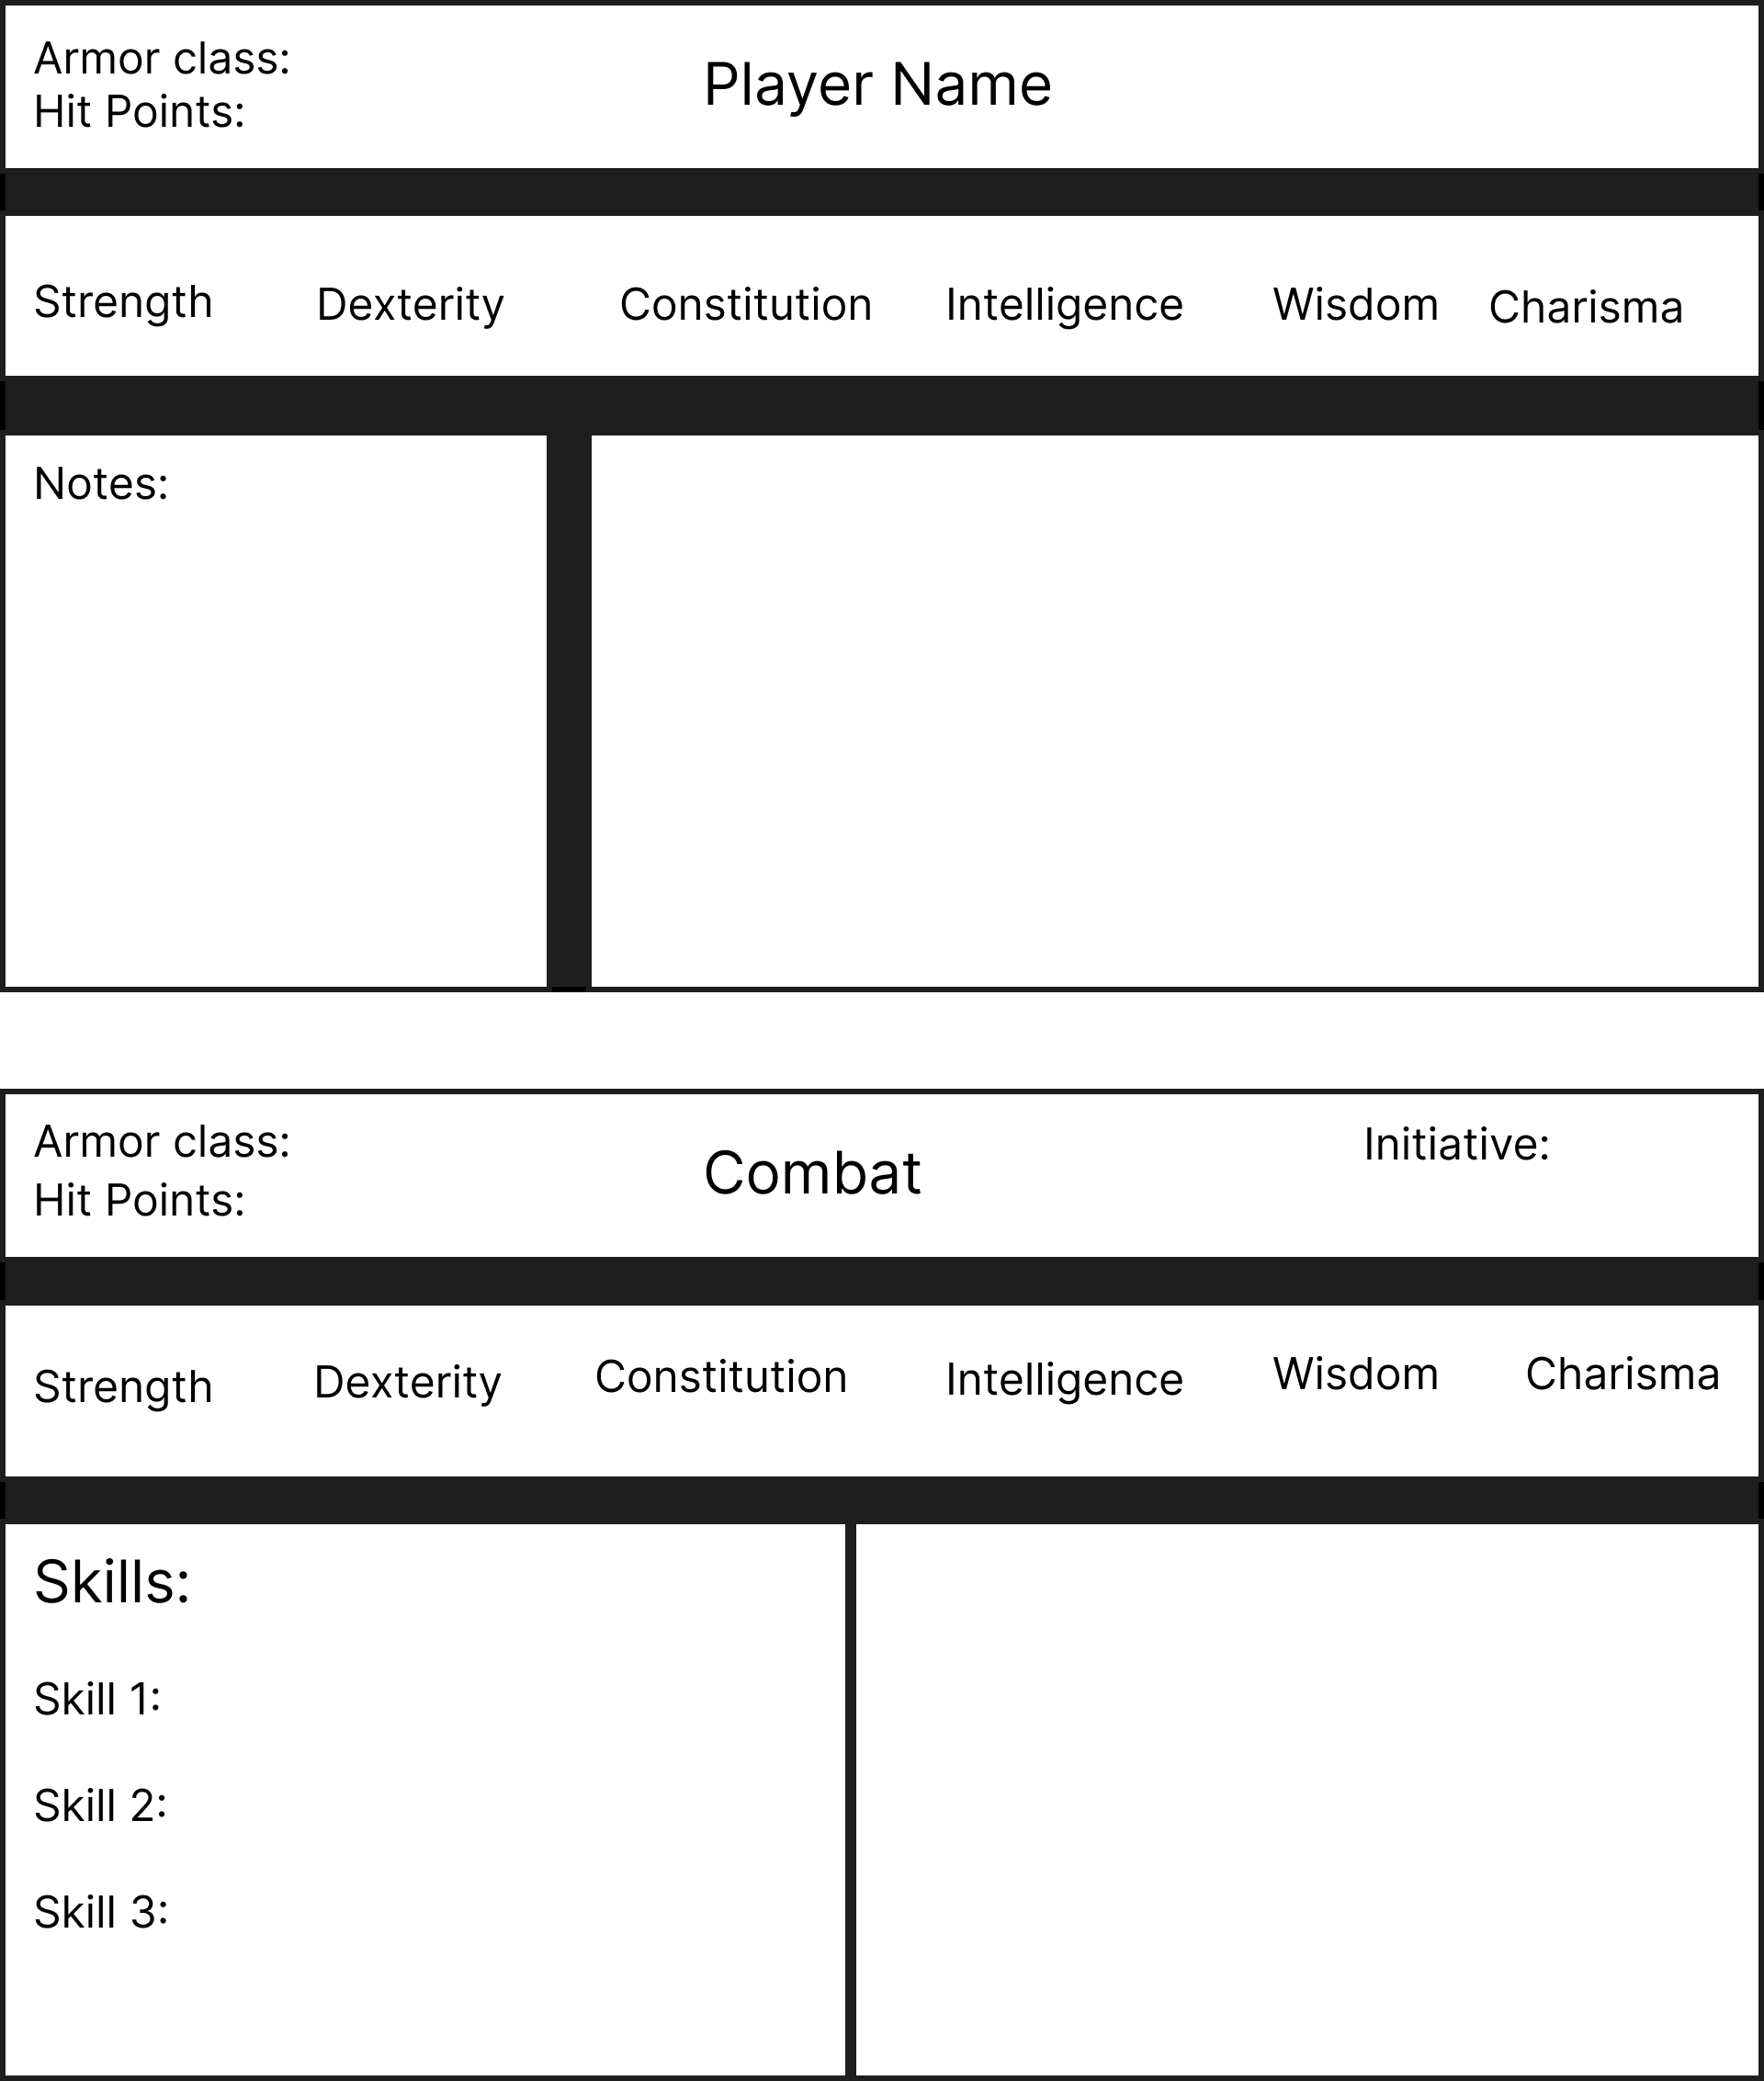 Armor class:
Hit Points:
Player Name
Strength Dexterity Constitution Intelligence Wisdom Charisma
Notes:
Armor class:
Hit Points:
Combat
Initiative:
Strength Dexterity Constitution Intelligence Wisdom Charisma
Skills:
Skill 1:
Skill 2:
Skill 3: